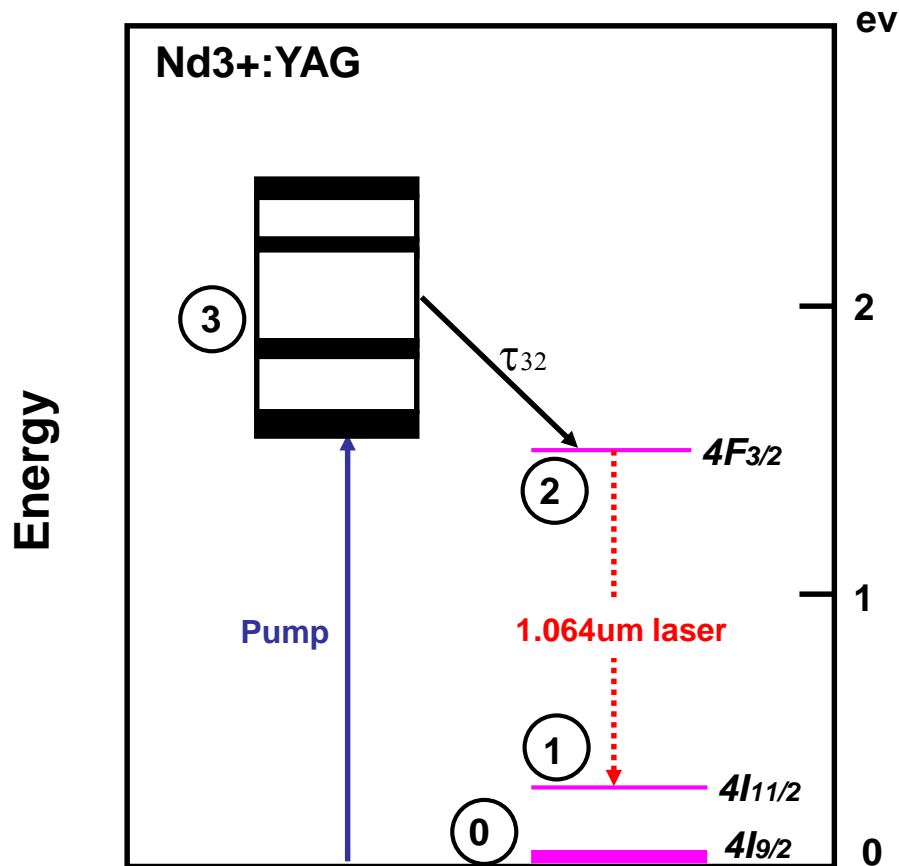 ev
Nd3+:YAG
3
2
τ32
4F3/2
2
Energy
1
Pump
1.064um laser
1
4I11/2
0
4I9/2
0